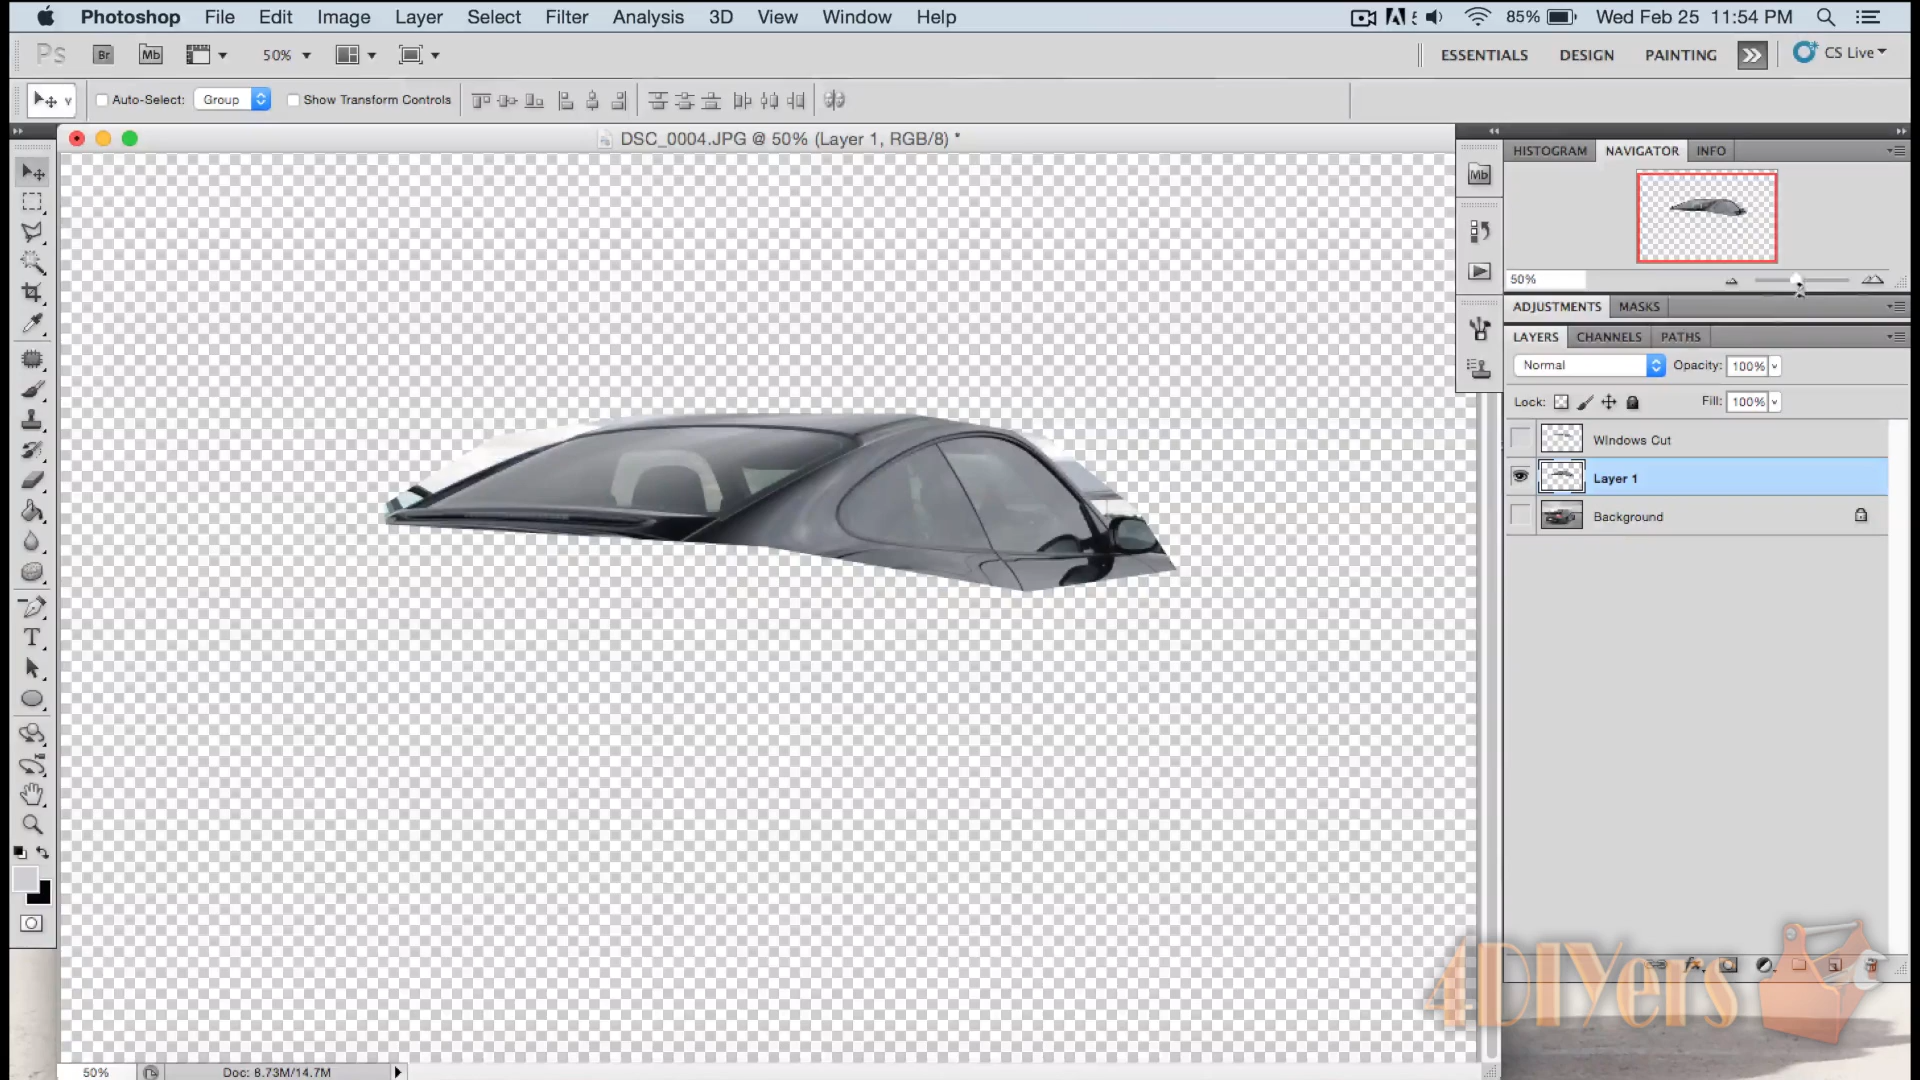 Photoshop File Edit Image Layer Select Filter Analysis 3D View Window Help 85% Wed Feb 25 11:54 PM
Ps Br Mb 50% ESSENTIALS DESIGN PAINTING CS Live
Auto-Select: Group Show Transform Controls
DSC_0004.JPG @ 50% (Layer 1, RGB/8) *
HISTOGRAM NAVIGATOR INFO
Mb
50%
ADJUSTMENTS MASKS
LAYERS CHANNELS PATHS
Normal Opacity: 100%
Lock: Fill: 100%
Windows Cut
Layer 1
Background
T
fx
4DIYers
50% Doc: 8.73M/14.7M